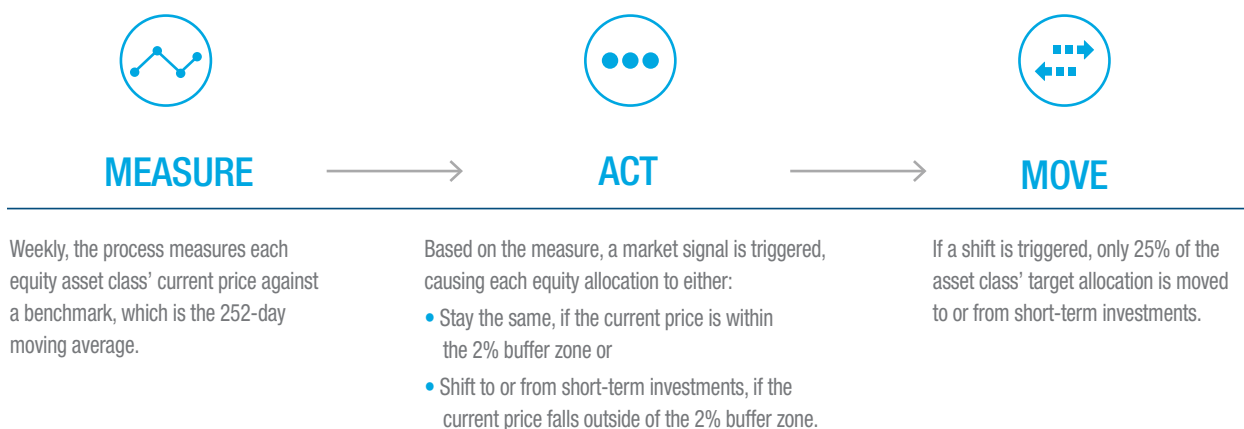 MEASURE
ACT
MOVE
Weekly, the process measures each
equity asset class’ current price against
a benchmark, which is the 252-day
moving average.
Based on the measure, a market signal is triggered,
causing each equity allocation to either:
• Stay the same, if the current price is within
the 2% buffer zone or
• Shift to or from short-term investments, if the
current price falls outside of the 2% buffer zone.
If a shift is triggered, only 25% of the
asset class’ target allocation is moved
to or from short-term investments.